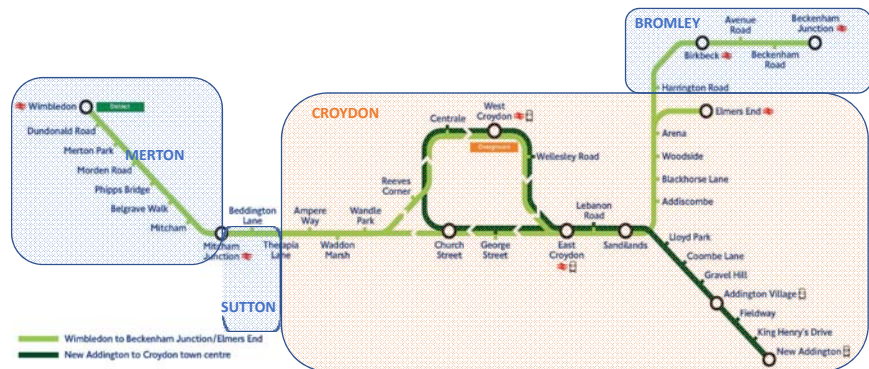 BROMLEY
Avenue
Road
Beckenham
Junction
Birkbeck
Beckenham
Road
Harrington Road
Wimbledon
CROYDON
West
Croydon
Centrale
Elmers End
Dundonald Road
Overground
Arena
Merton Park
MERTON
Wellesley Road
Woodside
Morden Road
Reeves
Corner
Blackhorse Lane
Phipps Bridge
Addiscombe
Belgrave Walk
Beddington
Lane
Ampere
Way
Wandle
Park
Lebanon
Road
Mitcham
Mitcham
Junction
Therapia
Lane
Waddon
Marsh
Church
Street
George
Street
East
Croydon
Sandilands
Lloyd Park
Coombe Lane
Gravel Hill
Addington Village
SUTTON
Fieldway
King Henry's Drive
New Addington
Wimbledon to Beckenham Junction/Elmers End
New Addington to Croydon town centre